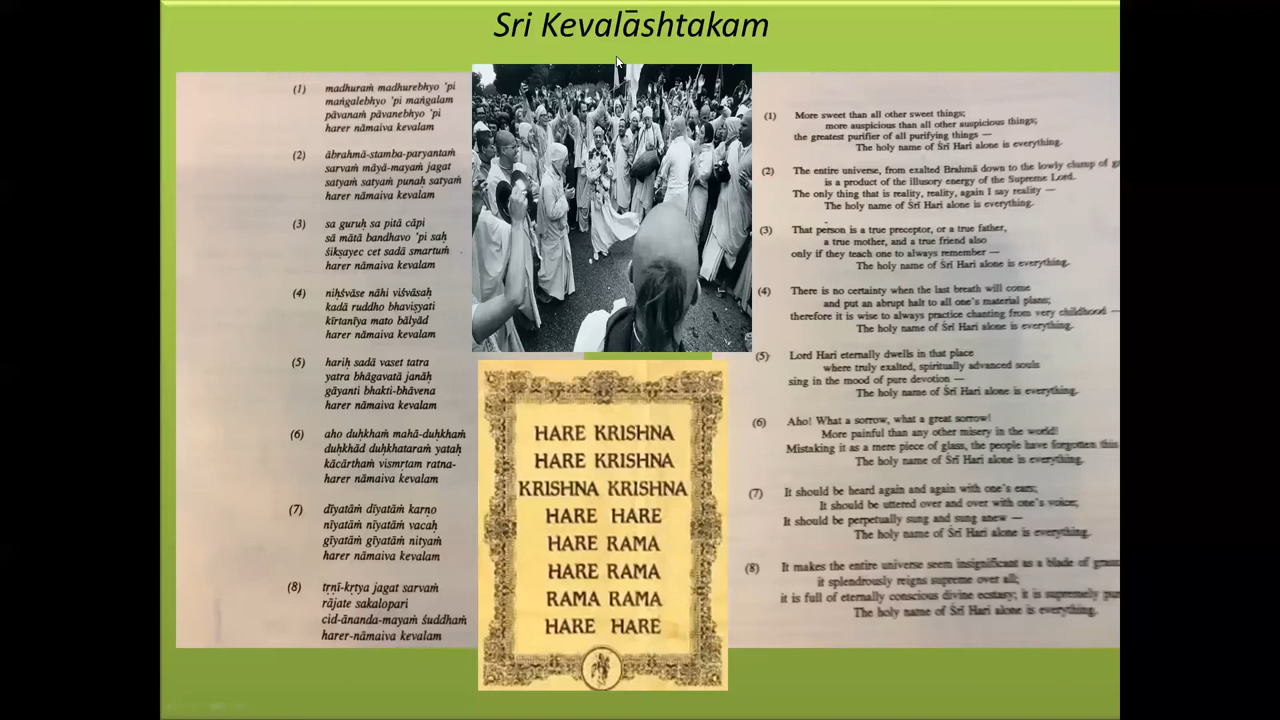 Sri Kevalāshtakam
(1) madhuraṁ madhurebhyo 'pi
maṅgalebhyo 'pi maṅgalam
pāvanaṁ pāvanebhyo 'pi
harer nāmaiva kevalam
(2) ābrahmā-stamba-paryantaṁ
sarvaṁ māyā-mayaṁ jagat
satyaṁ satyaṁ punaḥ satyaṁ
harer nāmaiva kevalam
(3) sa guruḥ sa pitā cāpi
sā mātā bandhavo 'pi saḥ
śikṣayec cet sadā smartuṁ
harer nāmaiva kevalam
(4) niḥśvāse nāhi viśvāsaḥ
kadā ruddho bhaviṣyati
kīrtanīya mato bālyād
harer nāmaiva kevalam
(5) hariḥ sadā vaset tatra
yatra bhāgavatā janāḥ
gāyanti bhakti-bhāvena
harer nāmaiva kevalam
(6) aho duḥkhaṁ mahā-duḥkhaṁ
duḥkhād duḥkhataraṁ yataḥ
kācārthaṁ vismṛtam ratna-
harer nāmaiva kevalam
(7) dīyatāṁ dīyatāṁ karṇo
nīyatāṁ nīyatāṁ vacaḥ
gīyatāṁ gīyatāṁ nityaṁ
harer nāmaiva kevalam
(8) tṛṇī-kṛtya jagat sarvaṁ
rājate sakalopari
cid-ānanda-mayaṁ śuddhaṁ
harer-nāmaiva kevalam
HARE KRISHNA
HARE KRISHNA
KRISHNA KRISHNA
HARE HARE
HARE RAMA
HARE RAMA
RAMA RAMA
HARE HARE
(1) More sweet than all other sweet things;
more auspicious than all other auspicious things;
the greatest purifier of all purifying things —
The holy name of Śrī Hari alone is everything.
(2) The entire universe, from exalted Brahmā down to the lowly clump of
is a product of the illusory energy of the Supreme Lord.
The only thing that is reality, reality, again I say reality —
The holy name of Śrī Hari alone is everything.
(3) That person is a true preceptor, or a true father,
a true mother, and a true friend also
only if they teach one to always remember —
The holy name of Śrī Hari alone is everything.
(4) There is no certainty when the last breath will come
and put an abrupt halt to all one's material plans;
therefore it is wise to always practice chanting from very childhood —
The holy name of Śrī Hari alone is everything.
(5) Lord Hari eternally dwells in that place
where truly exalted, spiritually advanced souls
sing in the mood of pure devotion —
The holy name of Śrī Hari alone is everything.
(6) Aho! What a sorrow, what a great sorrow!
More painful than any other misery in the world!
Mistaking it as a mere piece of glass, the people have forgotten this
The holy name of Śrī Hari alone is everything.
(7) It should be heard again and again with one's ears;
It should be uttered over and over with one's voice;
It should be perpetually sung and sung anew —
The holy name of Śrī Hari alone is everything.
(8) It makes the entire universe seem insignificant as a blade of
it splendrously reigns supreme over all;
it is full of eternally conscious divine ecstasy; it is supremely
The holy name of Śrī Hari alone is everything.